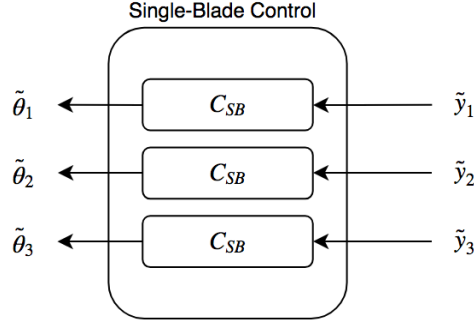 Single-Blade Control
θ̃₁ C_SB ỹ₁
θ̃₂ C_SB ỹ₂
θ̃₃ C_SB ỹ₃